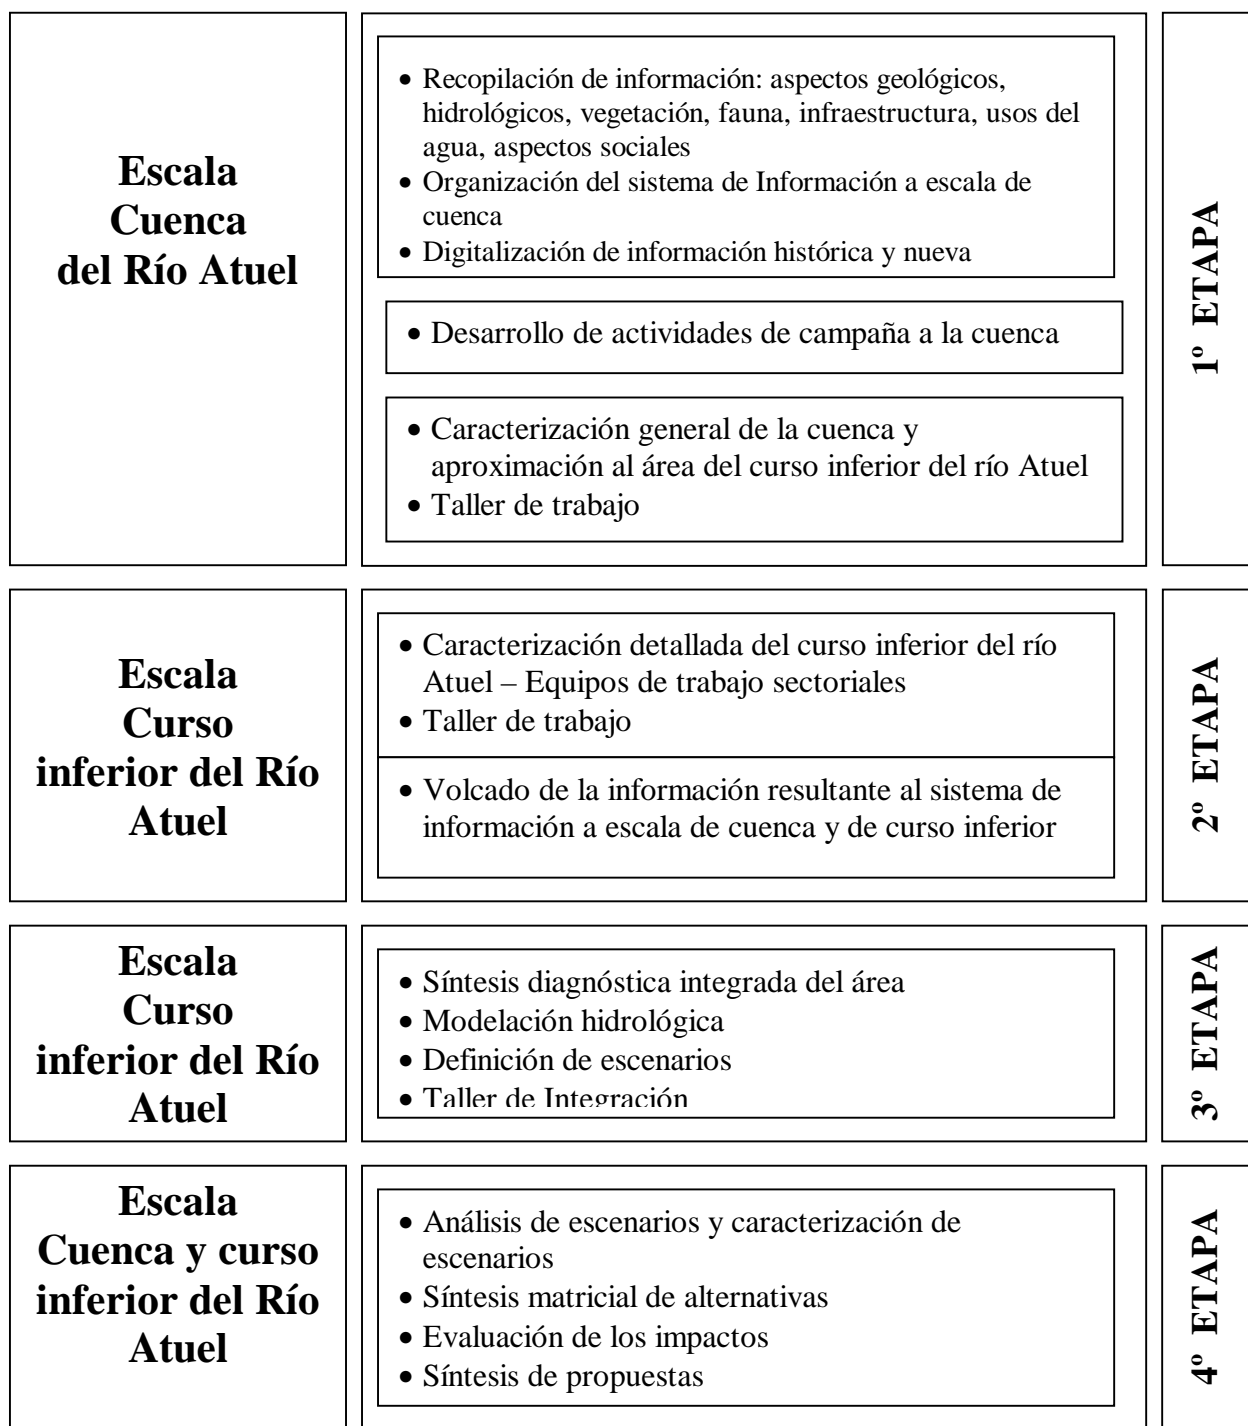 Escala
Cuenca
del Río Atuel
• Recopilación de información: aspectos geológicos,
hidrológicos, vegetación, fauna, infraestructura, usos del
agua, aspectos sociales
• Organización del sistema de Información a escala de
cuenca
• Digitalización de información histórica y nueva
• Desarrollo de actividades de campaña a la cuenca
• Caracterización general de la cuenca y
aproximación al área del curso inferior del río Atuel
• Taller de trabajo
1º ETAPA
Escala
Curso
inferior del Río
Atuel
• Caracterización detallada del curso inferior del río
Atuel – Equipos de trabajo sectoriales
• Taller de trabajo
• Volcado de la información resultante al sistema de
información a escala de cuenca y de curso inferior
2º ETAPA
Escala
Curso
inferior del Río
Atuel
• Síntesis diagnóstica integrada del área
• Modelación hidrológica
• Definición de escenarios
• Taller de Integración
3º ETAPA
Escala
Cuenca y curso
inferior del Río
Atuel
• Análisis de escenarios y caracterización de
escenarios
• Síntesis matricial de alternativas
• Evaluación de los impactos
• Síntesis de propuestas
4º ETAPA